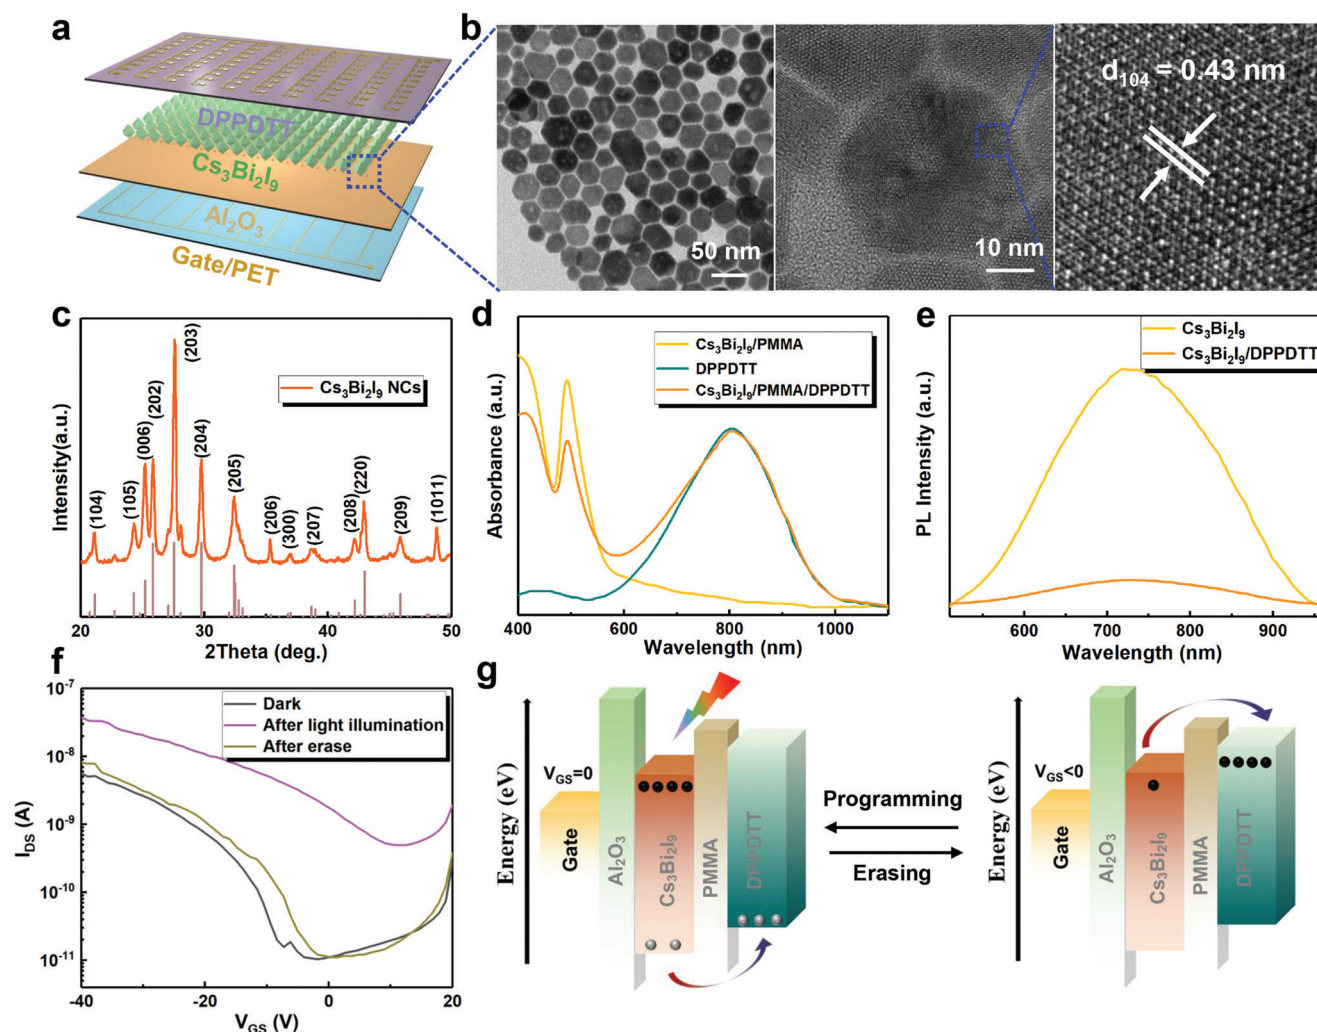 a
DPPDTT
Cs₃Bi₂I₉
Al₂O₃
Gate/PET
b
50 nm
10 nm
d₁₀₄ = 0.43 nm
c
Intensity(a.u.)
Cs₃Bi₂I₉ NCs
(104)
(105)
(006)
(202)
(203)
(204)
(205)
(206)
(300)
(207)
(208)
(220)
(209)
(1011)
20 30 40 50
2Theta (deg.)
d
Absorbance (a.u.)
Cs₃Bi₂I₉/PMMA
DPPDTT
Cs₃Bi₂I₉/PMMA/DPPDTT
400 600 800 1000
Wavelength (nm)
e
PL Intensity (a.u.)
Cs₃Bi₂I₉
Cs₃Bi₂I₉/DPPDTT
600 700 800 900
Wavelength (nm)
f
I_DS (A)
10⁻⁷
10⁻⁸
10⁻⁹
10⁻¹⁰
10⁻¹¹
Dark
After light illumination
After erase
-40 -20 0 20
V_GS (V)
g
Energy (eV)
V_GS=0
Gate
Al₂O₃
Cs₃Bi₂I₉
PMMA
DPPDTT
Programming
Erasing
Energy (eV)
V_GS<0
Gate
Al₂O₃
Cs₃Bi₂I₉
PMMA
DPPDTT